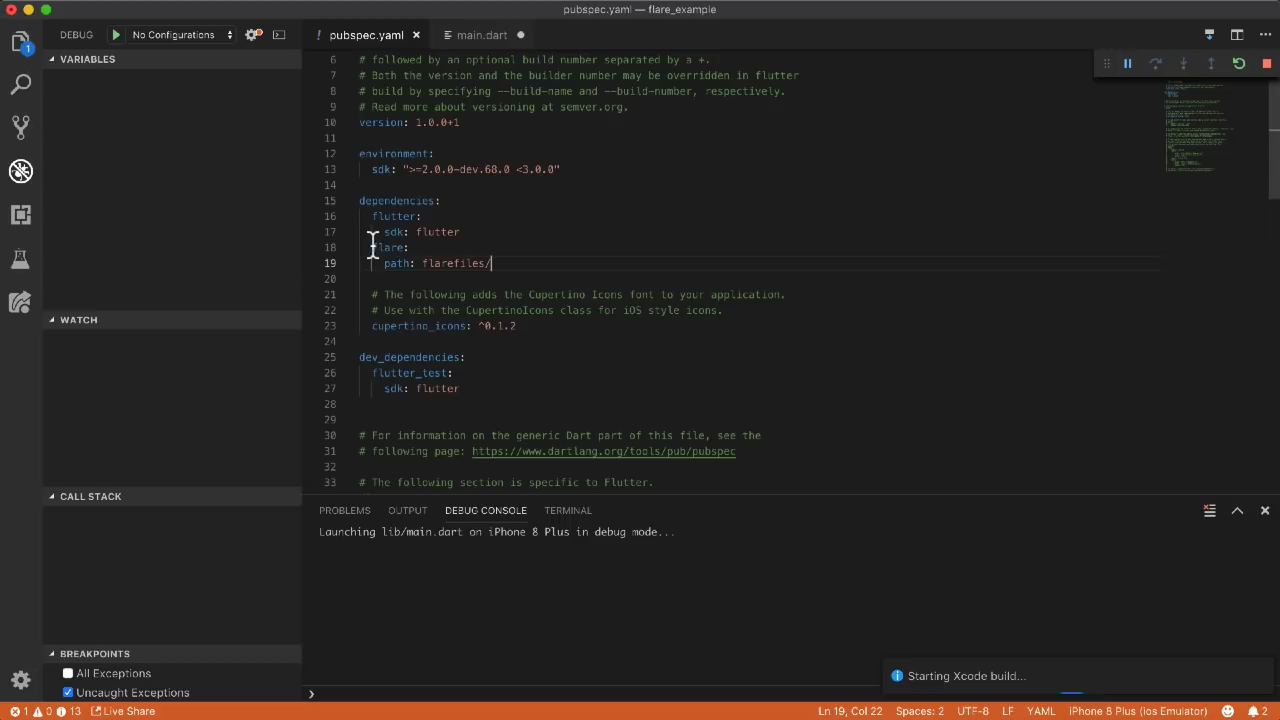 pubspec.yaml — flare_example
DEBUG No Configurations
pubspec.yaml main.dart
VARIABLES
6 # followed by an optional build number separated by a +.
7 # Both the version and the builder number may be overridden in flutter
8 # build by specifying --build-name and --build-number, respectively.
9 # Read more about versioning at semver.org.
10 version: 1.0.0+1
11
12 environment:
13 sdk: ">=2.0.0-dev.68.0 <3.0.0"
14
15 dependencies:
16 flutter:
17 sdk: flutter
18 flare:
19 path: flarefiles/
20
21 # The following adds the Cupertino Icons font to your application.
22 # Use with the CupertinoIcons class for iOS style icons.
23 cupertino_icons: ^0.1.2
24
25 dev_dependencies:
26 flutter_test:
27 sdk: flutter
28
29
30 # For information on the generic Dart part of this file, see the
31 # following page: https://www.dartlang.org/tools/pub/pubspec
32
33 # The following section is specific to Flutter.
WATCH
CALL STACK
BREAKPOINTS
All Exceptions
Uncaught Exceptions
PROBLEMS OUTPUT DEBUG CONSOLE TERMINAL
Launching lib/main.dart on iPhone 8 Plus in debug mode...
Starting Xcode build...
1
1 0 13 Live Share
Ln 19, Col 22 Spaces: 2 UTF-8 LF YAML iPhone 8 Plus (ios Emulator) 2